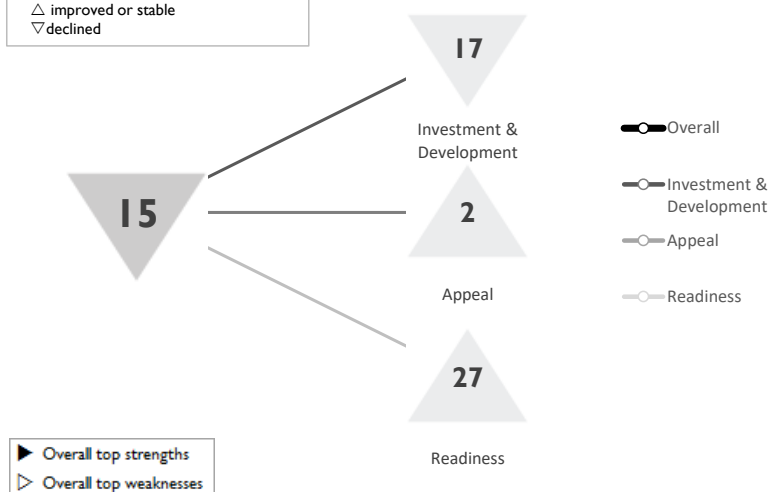 △ improved or stable
▽ declined
17
Investment &
Development
15
2
Appeal
27
Readiness
Overall
Investment &
Development
Appeal
Readiness
▶ Overall top strengths
▷ Overall top weaknesses